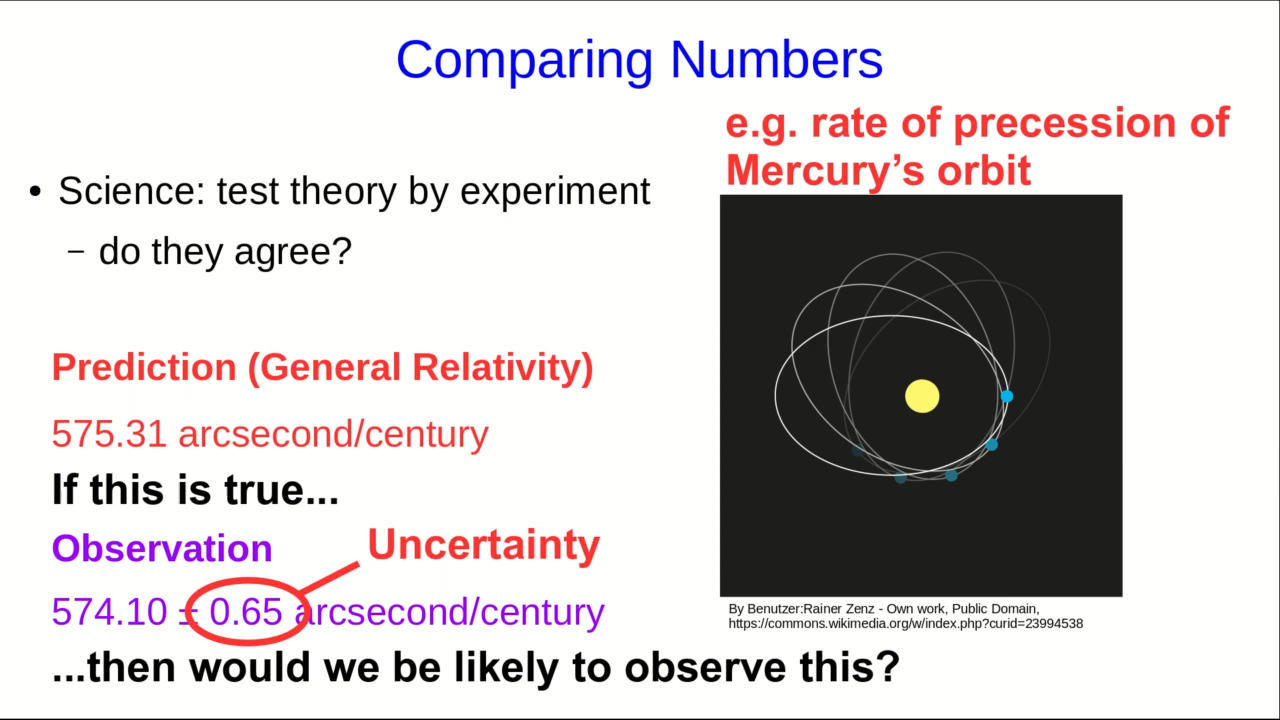 Comparing Numbers
e.g. rate of precession of
Mercury’s orbit
• Science: test theory by experiment
– do they agree?
Prediction (General Relativity)
575.31 arcsecond/century
If this is true...
Observation
Uncertainty
574.10 ± 0.65 arcsecond/century
...then would we be likely to observe this?
By Benutzer:Rainer Zenz - Own work, Public Domain,
https://commons.wikimedia.org/w/index.php?curid=23994538